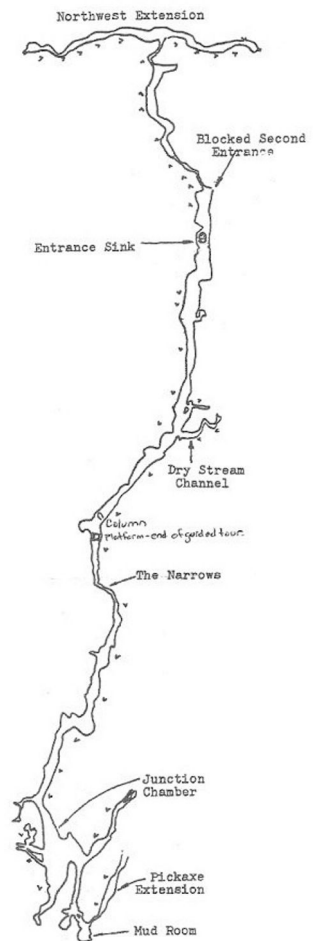 Northwest Extension
Blocked Second
Entrance
Entrance Sink
Dry Stream
Channel
Column
Platform-end of guided tour.
The Narrows
Junction
Chamber
Pickaxe
Extension
Mud Room